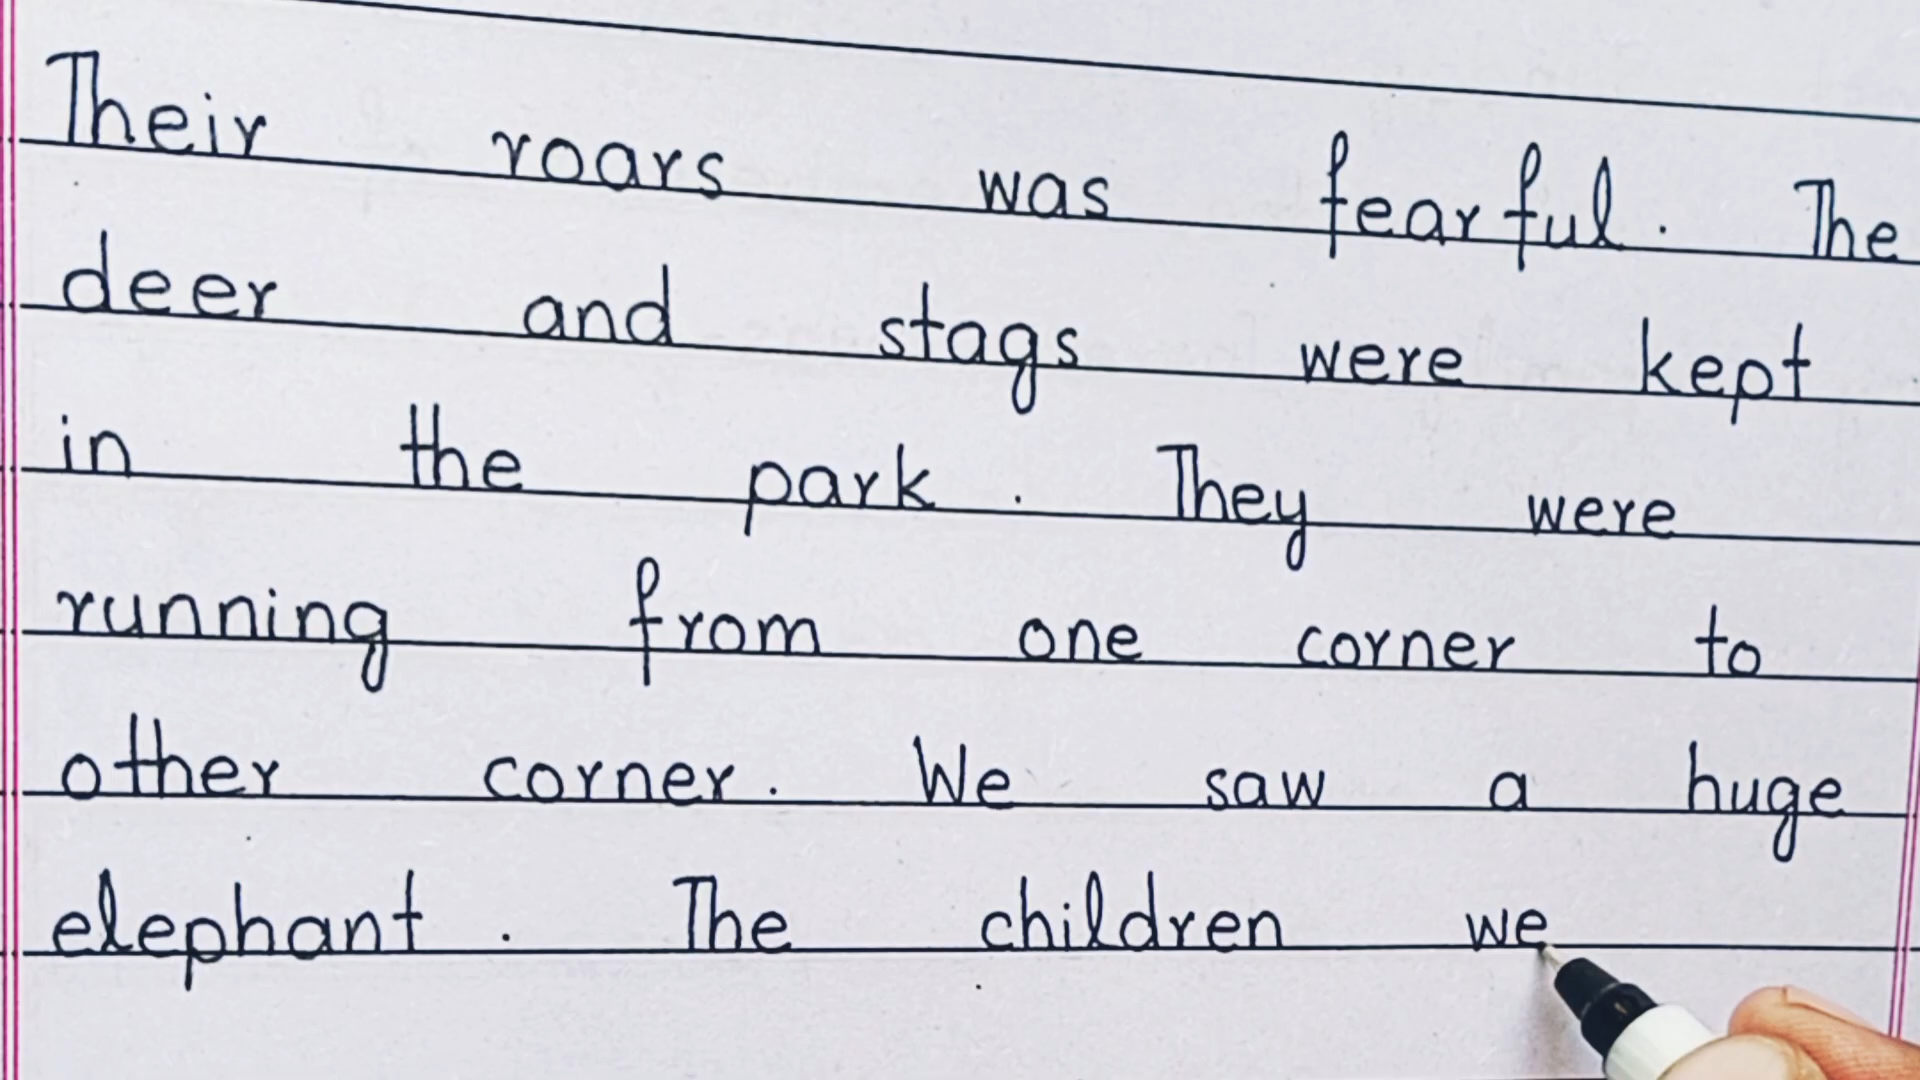 Their roars was fearful. The
deer and stags were kept
in the park. They were
running from one corner to
other corner. We saw a huge
elephant. The children we